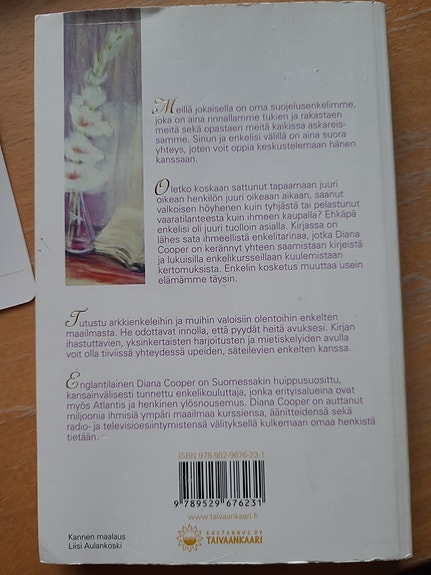 Meillä jokaisella on oma suojelusenkelimme,
joka on aina rinnallamme tukien ja rakastaen
meitä sekä opastaen meitä kaikissa askareis-
samme. Sinun ja enkelisi välillä on aina suora
yhteys, joten voit oppia keskustelemaan hänen
kanssaan.
Oletko koskaan sattunut tapaamaan juuri
oikean henkilön juuri oikeaan aikaan, saanut
valkoisen höyhenen kuin tyhjästä tai pelastunut
vaaratilanteesta kuin ihmeen kaupalla? Ehkäpä
enkelisi oli juuri tuolloin asialla. Kirjassa on
lähes sata ihmeellistä enkelitarinaa, jotka Diana
Cooper on kerännyt yhteen saamistaan kirjeistä
ja lukuisilla enkelikursseillaan kuulemistaan
kertomuksista. Enkelin kosketus muuttaa usein
elämämme täysin.
Tutustu arkkienkeleihin ja muihin valoisiin olentoihin enkelten
maailmasta. He odottavat innolla, että pyydät heitä avuksesi. Kirjan
ihastuttavien, yksinkertaisten harjoitusten ja mietiskelyiden avulla
voit olla tiiviissä yhteydessä upeiden, säteilevien enkelten kanssa.
Englantilainen Diana Cooper on Suomessakin huippusuosittu,
kansainvälisesti tunnettu enkelikouluttaja, jonka erityisalueina ovat
myös Atlantis ja henkinen ylösnousemus. Diana Cooper on auttanut
miljoonia ihmisiä ympäri maailmaa kurssiensa, äänitteidensä sekä
radio- ja televisioesiintymistensä välityksellä kulkemaan omaa henkistä
tietään.
ISBN 978-952-9676-23-1
9 789529 676231
www.taivaankaari.fi
KUSTANNUS OY
TAIVAANKAARI
Kannen maalaus
Liisi Aulankoski